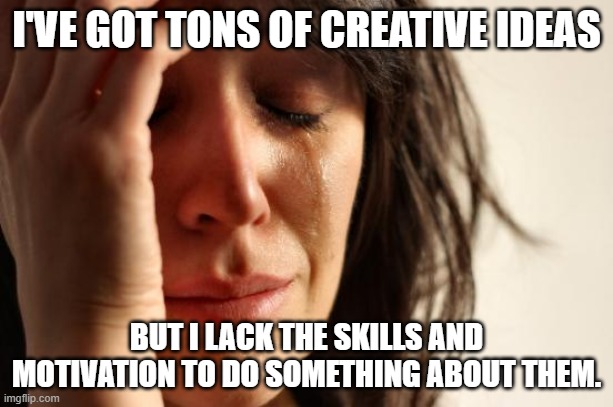 I'VE GOT TONS OF CREATIVE IDEAS
BUT I LACK THE SKILLS AND
MOTIVATION TO DO SOMETHING ABOUT THEM.
imgflip.com